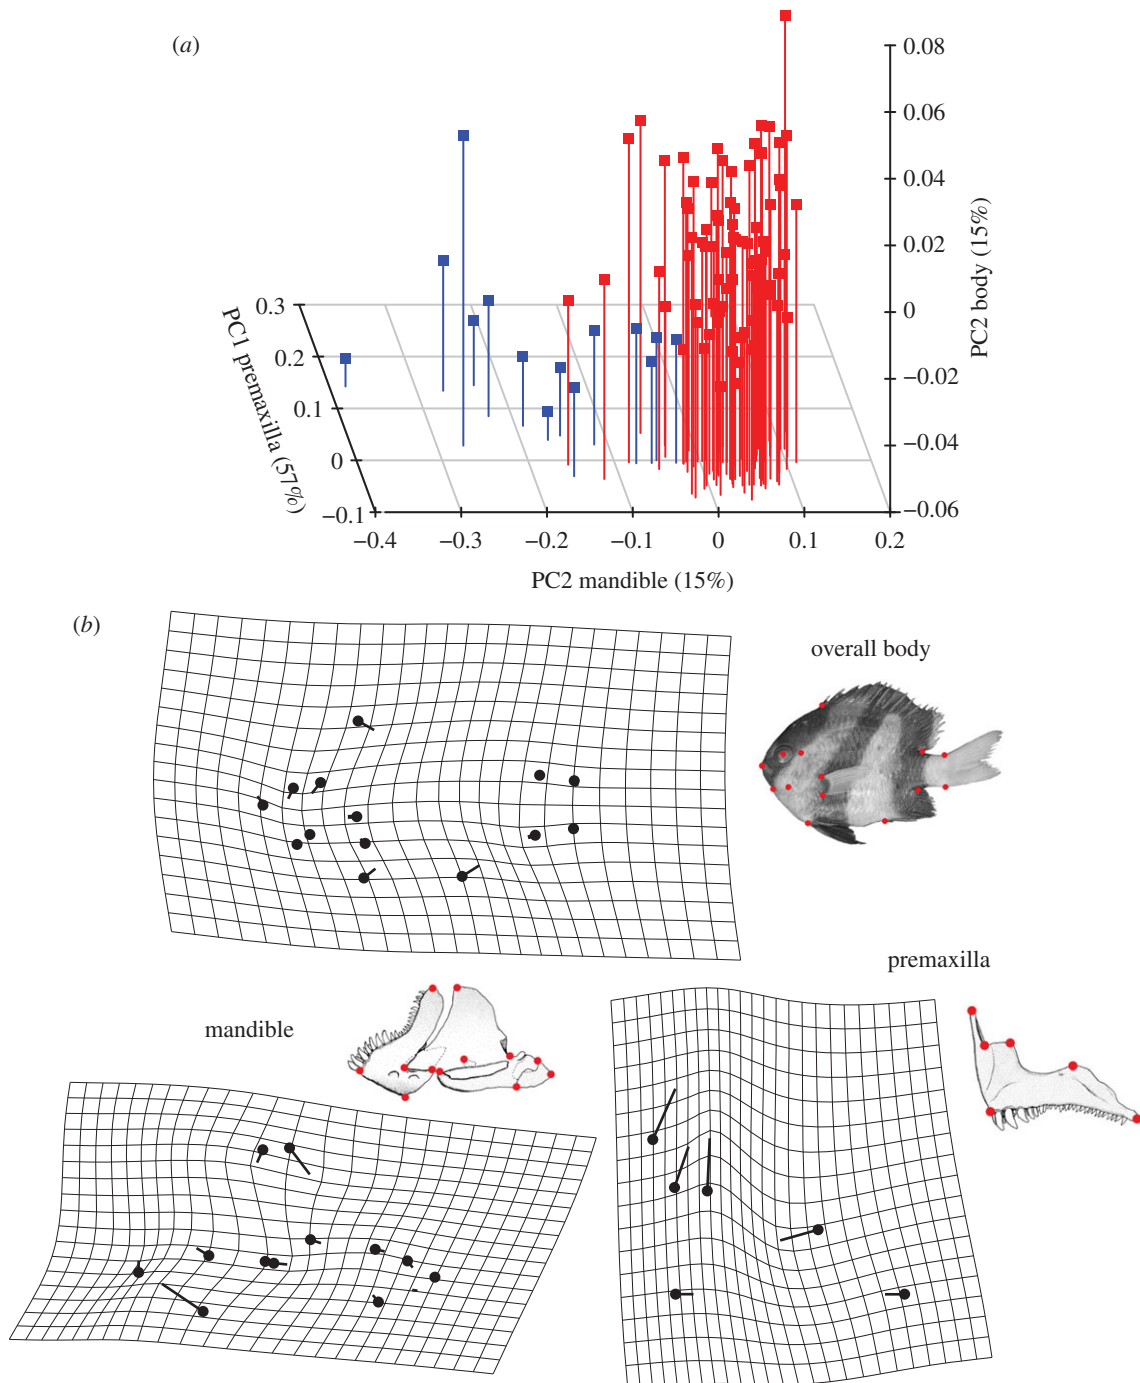 (a)
0.08
0.06
0.04
0.02
0
−0.02
−0.04
−0.06
PC2 body (15%)
0.3
0.2
0.1
0
−0.1
PC1 premaxilla (57%)
−0.4 −0.3 −0.2 −0.1 0 0.1 0.2
PC2 mandible (15%)
(b)
overall body
premaxilla
mandible